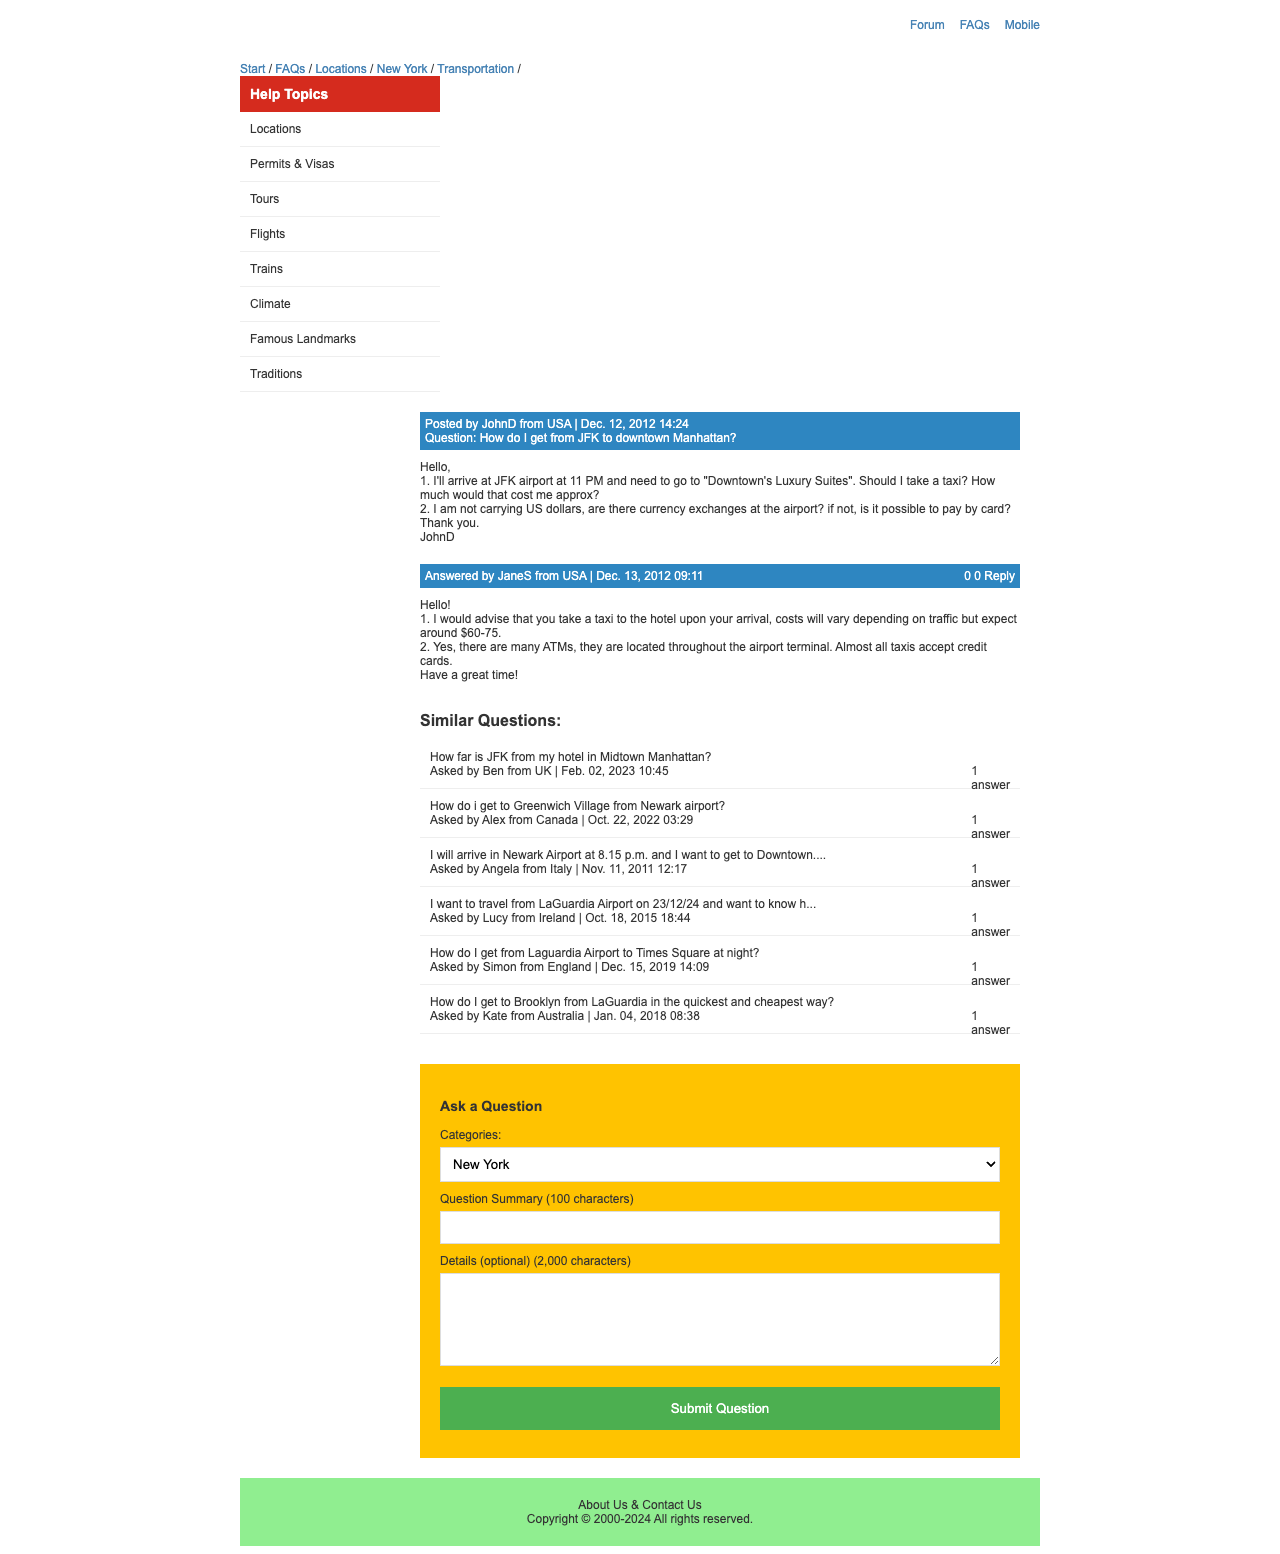 Forum FAQs Mobile
Start / FAQs / Locations / New York / Transportation /
Help Topics
Locations
Permits & Visas
Tours
Flights
Trains
Climate
Famous Landmarks
Traditions
Posted by JohnD from USA | Dec. 12, 2012 14:24
Question: How do I get from JFK to downtown Manhattan?
Hello,
1. I'll arrive at JFK airport at 11 PM and need to go to "Downtown's Luxury Suites". Should I take a taxi? How
much would that cost me approx?
2. I am not carrying US dollars, are there currency exchanges at the airport? if not, is it possible to pay by card?
Thank you.
JohnD
Answered by JaneS from USA | Dec. 13, 2012 09:11 0 0 Reply
Hello!
1. I would advise that you take a taxi to the hotel upon your arrival, costs will vary depending on traffic but expect
around $60-75.
2. Yes, there are many ATMs, they are located throughout the airport terminal. Almost all taxis accept credit
cards.
Have a great time!
Similar Questions:
How far is JFK from my hotel in Midtown Manhattan?
Asked by Ben from UK | Feb. 02, 2023 10:45 1
answer
How do i get to Greenwich Village from Newark airport?
Asked by Alex from Canada | Oct. 22, 2022 03:29 1
answer
I will arrive in Newark Airport at 8.15 p.m. and I want to get to Downtown....
Asked by Angela from Italy | Nov. 11, 2011 12:17 1
answer
I want to travel from LaGuardia Airport on 23/12/24 and want to know h...
Asked by Lucy from Ireland | Oct. 18, 2015 18:44 1
answer
How do I get from Laguardia Airport to Times Square at night?
Asked by Simon from England | Dec. 15, 2019 14:09 1
answer
How do I get to Brooklyn from LaGuardia in the quickest and cheapest way?
Asked by Kate from Australia | Jan. 04, 2018 08:38 1
answer
Ask a Question
Categories:
New York
Question Summary (100 characters)
Details (optional) (2,000 characters)
Submit Question
About Us & Contact Us
Copyright © 2000-2024 All rights reserved.